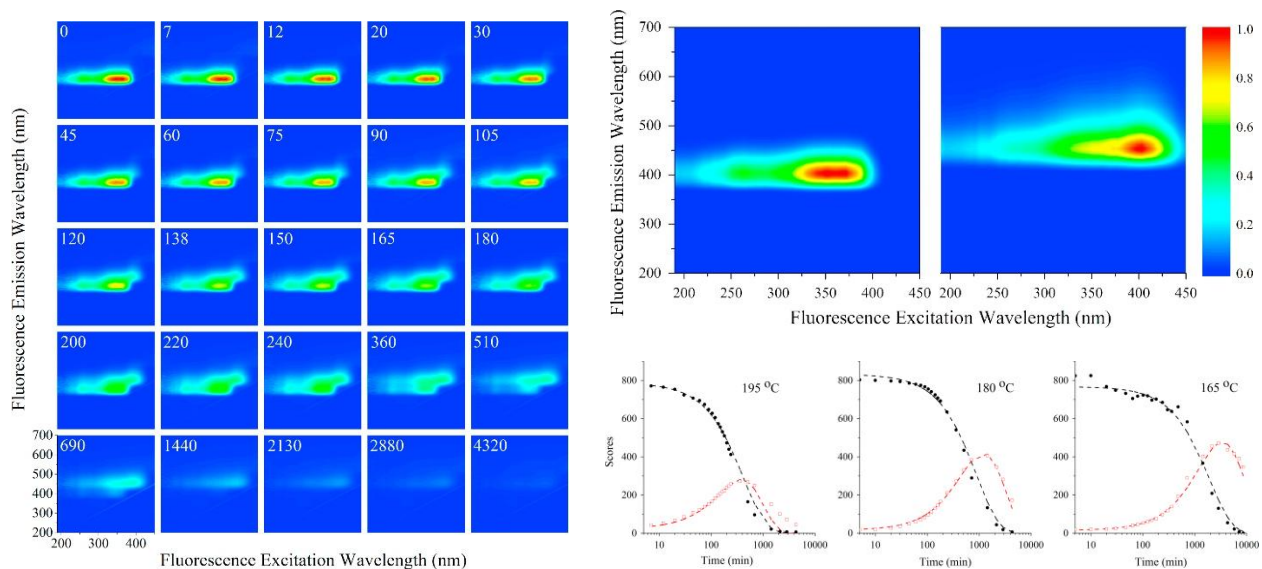 0 7 12 20 30
45 60 75 90 105
120 138 150 165 180
200 220 240 360 510
690 1440 2130 2880 4320
Fluorescence Emission Wavelength (nm)
700
600
500
400
300
200
200 300 400
Fluorescence Excitation Wavelength (nm)
Fluorescence Emission Wavelength (nm)
700
600
500
400
300
200
200 250 300 350 400 450 200 250 300 350 400 450
Fluorescence Excitation Wavelength (nm)
1.0
0.8
0.6
0.4
0.2
0.0
195 °C
Scores
800
600
400
200
0
10 100 1000 10000
Time (min)
180 °C
800
600
400
200
0
10 100 1000 10000
Time (min)
165 °C
800
600
400
200
0
10 100 1000 10000
Time (min)